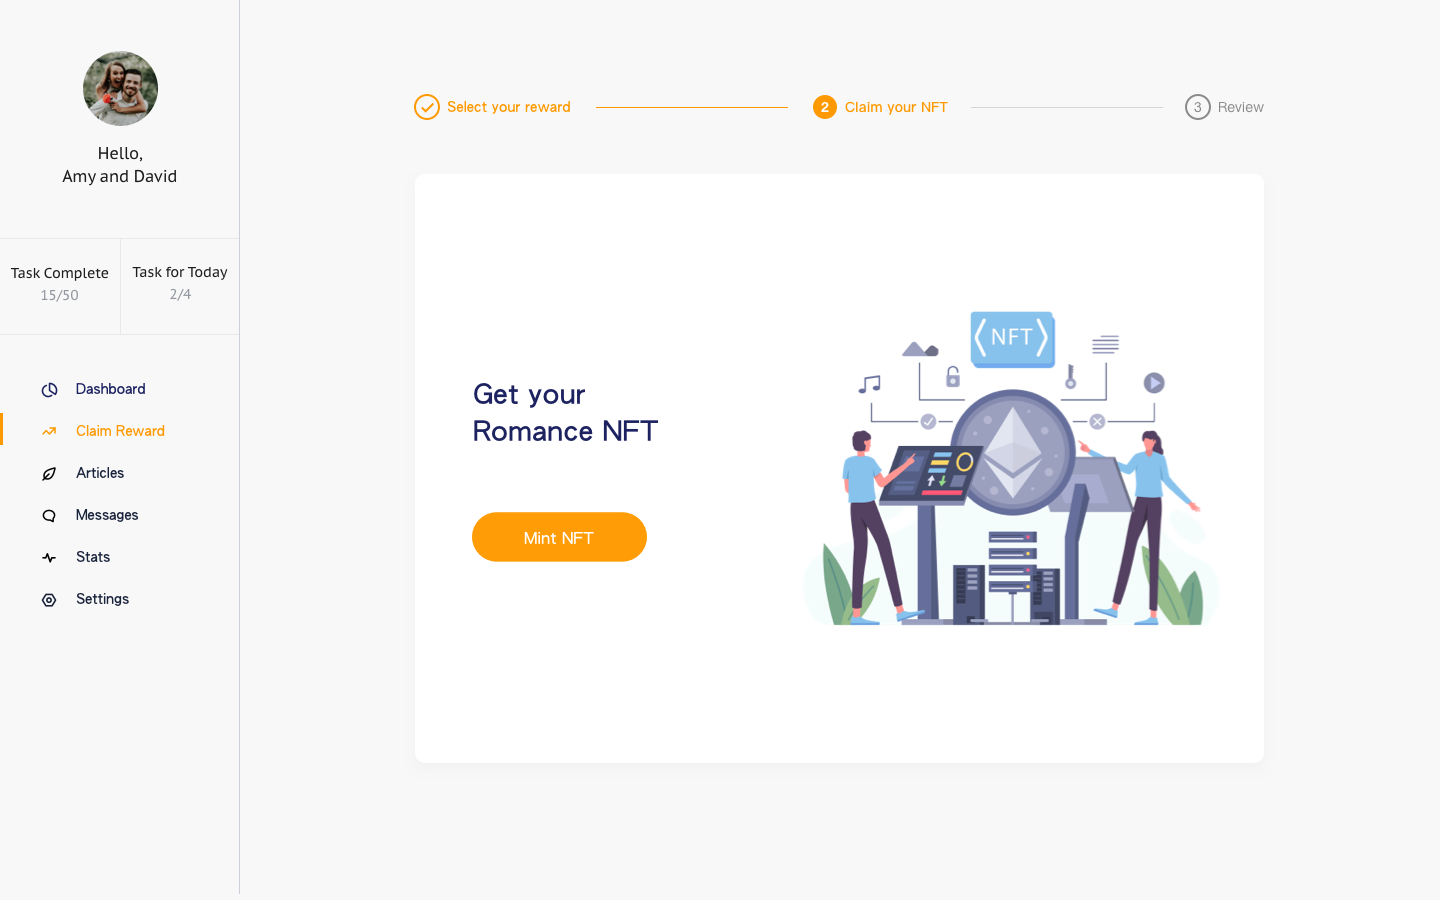 Hello,
Amy and David
Task Complete
15/50
Task for Today
2/4
Dashboard
Claim Reward
Articles
Messages
Stats
Settings
Select your reward
2 Claim your NFT
3 Review
Get your
Romance NFT
Mint NFT
NFT